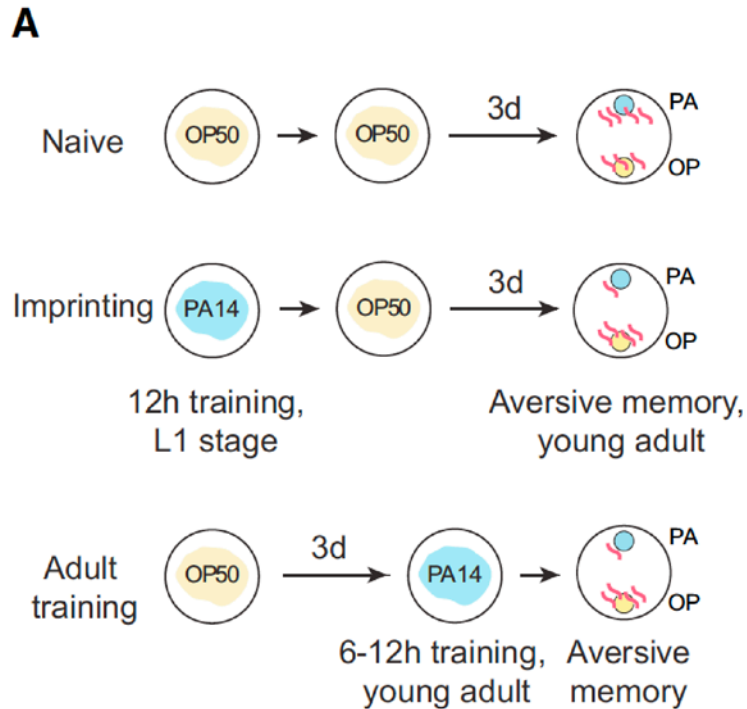 A
Naive
OP50
OP50
3d
PA
OP
Imprinting
PA14
OP50
3d
PA
OP
12h training,
L1 stage
Aversive memory,
young adult
Adult
training
OP50
3d
PA14
PA
OP
6-12h training,
young adult
Aversive
memory